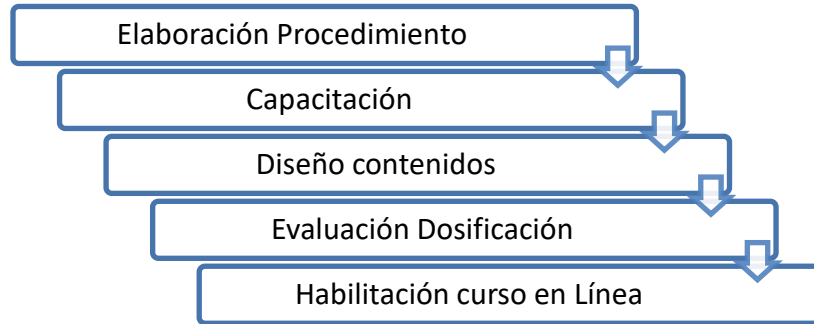 Elaboración Procedimiento
Capacitación
Diseño contenidos
Evaluación Dosificación
Habilitación curso en Línea